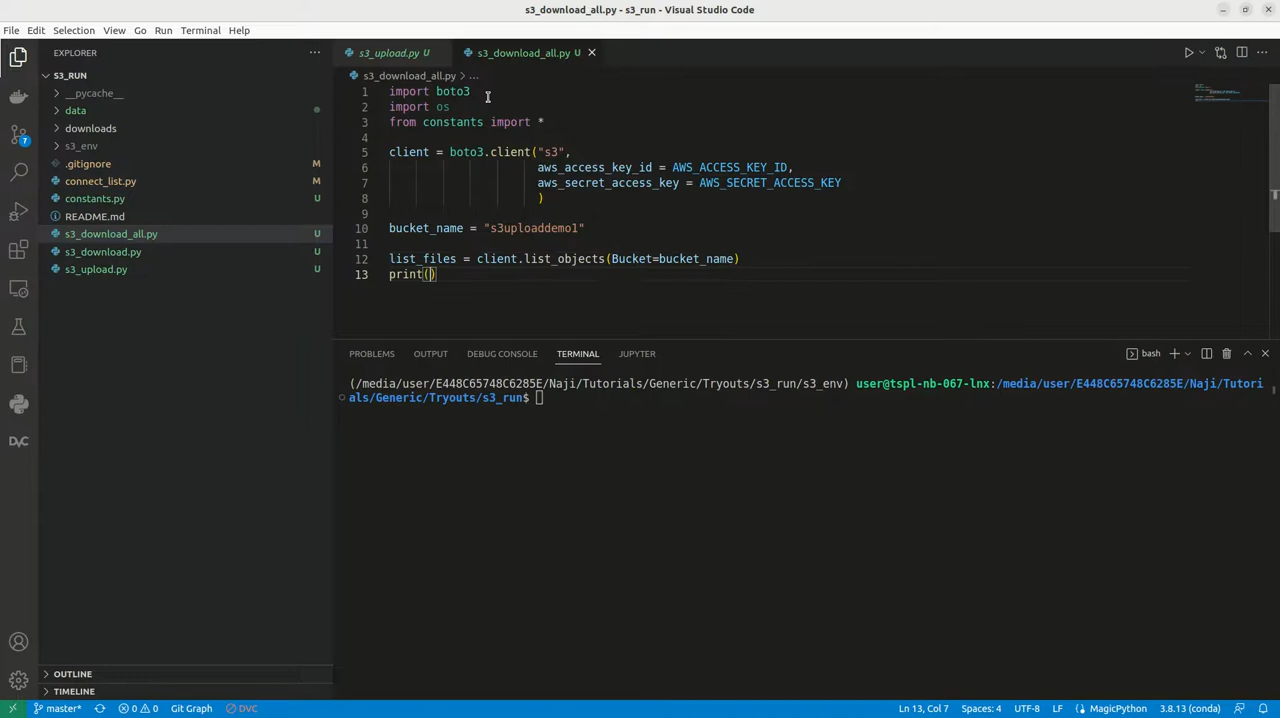 s3_download_all.py - s3_run - Visual Studio Code
File Edit Selection View Go Run Terminal Help
EXPLORER
S3_RUN
__pycache__
data
downloads
s3_env
.gitignore M
connect_list.py M
constants.py U
README.md
s3_download_all.py U
s3_download.py U
s3_upload.py U
OUTLINE
TIMELINE
7
DVC
s3_upload.py U
s3_download_all.py U
s3_download_all.py > ...
1 import boto3
2 import os
3 from constants import *
4
5 client = boto3.client("s3",
6 aws_access_key_id = AWS_ACCESS_KEY_ID,
7 aws_secret_access_key = AWS_SECRET_ACCESS_KEY
8 )
9
10 bucket_name = "s3uploaddemo1"
11
12 list_files = client.list_objects(Bucket=bucket_name)
13 print()
PROBLEMS OUTPUT DEBUG CONSOLE TERMINAL JUPYTER
bash
(/media/user/E448C65748C6285E/Naji/Tutorials/Generic/Tryouts/s3_run/s3_env) user@tspl-nb-067-lnx:/media/user/E448C65748C6285E/Naji/Tutori
als/Generic/Tryouts/s3_run$
master* 0 0 Git Graph DVC Ln 13, Col 7 Spaces: 4 UTF-8 LF MagicPython 3.8.13 (conda)